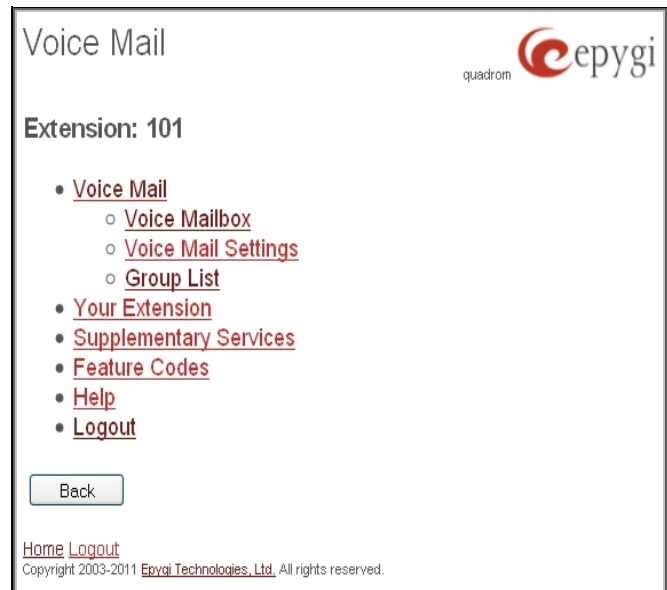 Voice Mail
quadrom epygi
Extension: 101
Voice Mail
Voice Mailbox
Voice Mail Settings
Group List
Your Extension
Supplementary Services
Feature Codes
Help
Logout
Back
Home Logout
Copyright 2003-2011 Epygi Technologies, Ltd. All rights reserved.